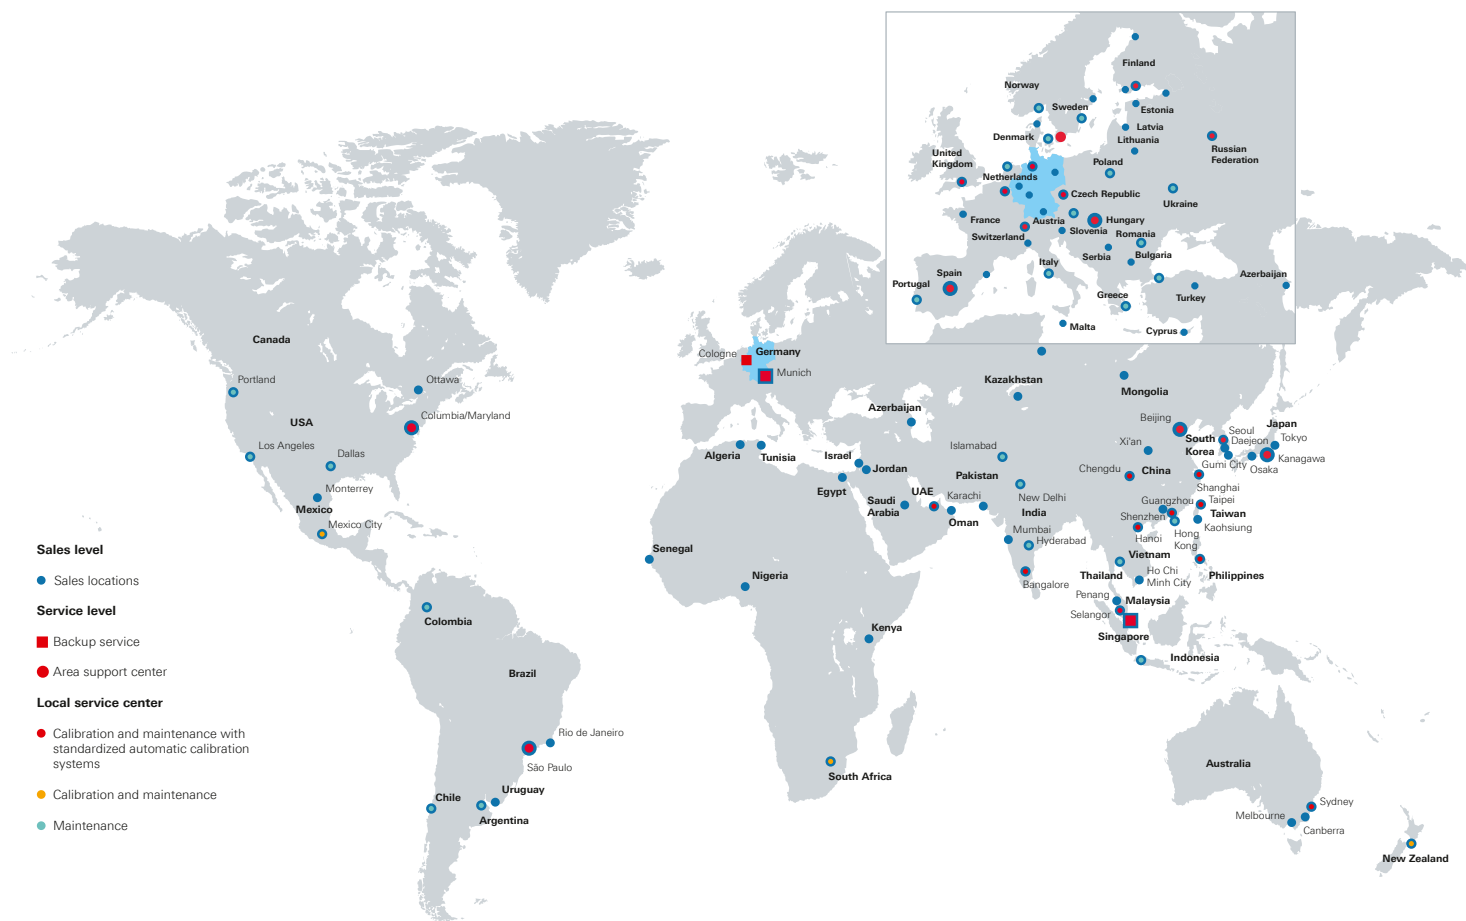 Finland
Norway
Sweden
Estonia
Latvia
Denmark
Lithuania
Russian
Federation
United
Kingdom
Poland
Netherlands
Czech Republic
Ukraine
France
Austria
Hungary
Slovenia
Switzerland
Romania
Serbia
Bulgaria
Italy
Spain
Azerbaijan
Portugal
Greece
Turkey
Malta
Cyprus
Canada
Portland
Ottawa
USA
Columbia/Maryland
Los Angeles
Dallas
Monterrey
Mexico
Mexico City
Cologne
Germany
Munich
Kazakhstan
Mongolia
Azerbaijan
Beijing
Japan
Seoul
South
Korea
Daejeon
Tokyo
Xi'an
Islamabad
Algeria
Tunisia
Israel
Jordan
Gumi City
Kanagawa
Osaka
Chengdu
China
Pakistan
Egypt
UAE
Karachi
New Delhi
Shanghai
Saudi
Arabia
Guangzhou
Taipei
India
Oman
Shenzhen
Taiwan
Kaohsiung
Mumbai
Hyderabad
Hanoi
Hong
Kong
Senegal
Vietnam
Nigeria
Thailand
Ho Chi
Minh City
Philippines
Bangalore
Penang
Malaysia
Selangor
Colombia
Kenya
Singapore
Indonesia
Brazil
Rio de Janeiro
São Paulo
South Africa
Australia
Chile
Uruguay
Argentina
Sydney
Melbourne
Canberra
New Zealand
Sales level
Sales locations
Service level
Backup service
Area support center
Local service center
Calibration and maintenance with
standardized automatic calibration
systems
Calibration and maintenance
Maintenance